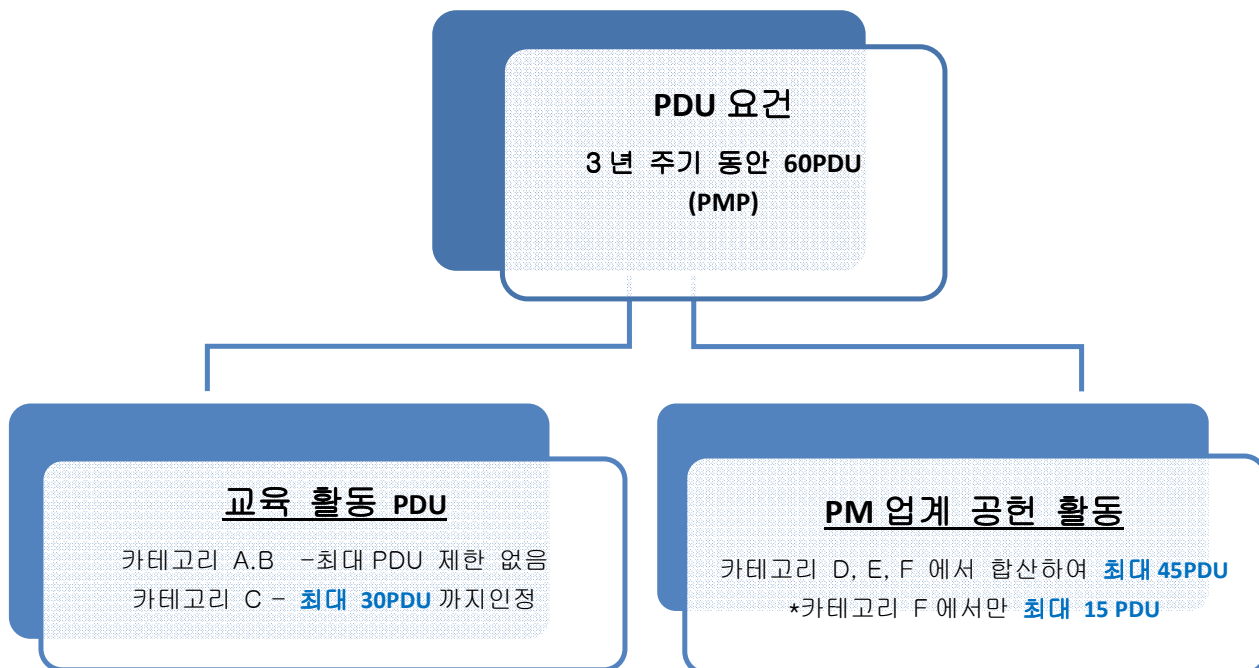 PDU 요건
3 년 주기 동안 60PDU
(PMP)
교육 활동 PDU
카테고리 A.B –최대 PDU 제한 없음
카테고리 C – 최대 30PDU 까지인정
PM 업계 공헌 활동
카테고리 D, E, F 에서 합산하여 최대 45PDU
*카테고리 F 에서만 최대 15 PDU